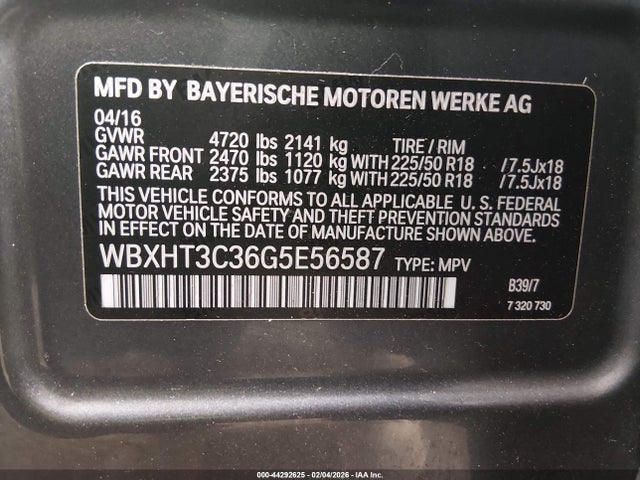 MFD BY BAYERISCHE MOTOREN WERKE AG
04/16
GVWR 4720 lbs 2141 kg TIRE / RIM
GAWR FRONT 2470 lbs 1120 kg WITH 225/50 R18 /7.5Jx18
GAWR REAR 2375 lbs 1077 kg WITH 225/50 R18 /7.5Jx18
THIS VEHICLE CONFORMS TO ALL APPLICABLE U. S. FEDERAL
MOTOR VEHICLE SAFETY AND THEFT PREVENTION STANDARDS
IN EFFECT ON THE DATE OF MANUFACTURE SHOWN ABOVE.
WBXHT3C36G5E56587 TYPE: MPV
B39/7
7 320 730
000-44292625 - 02/04/2026 - IAA Inc.